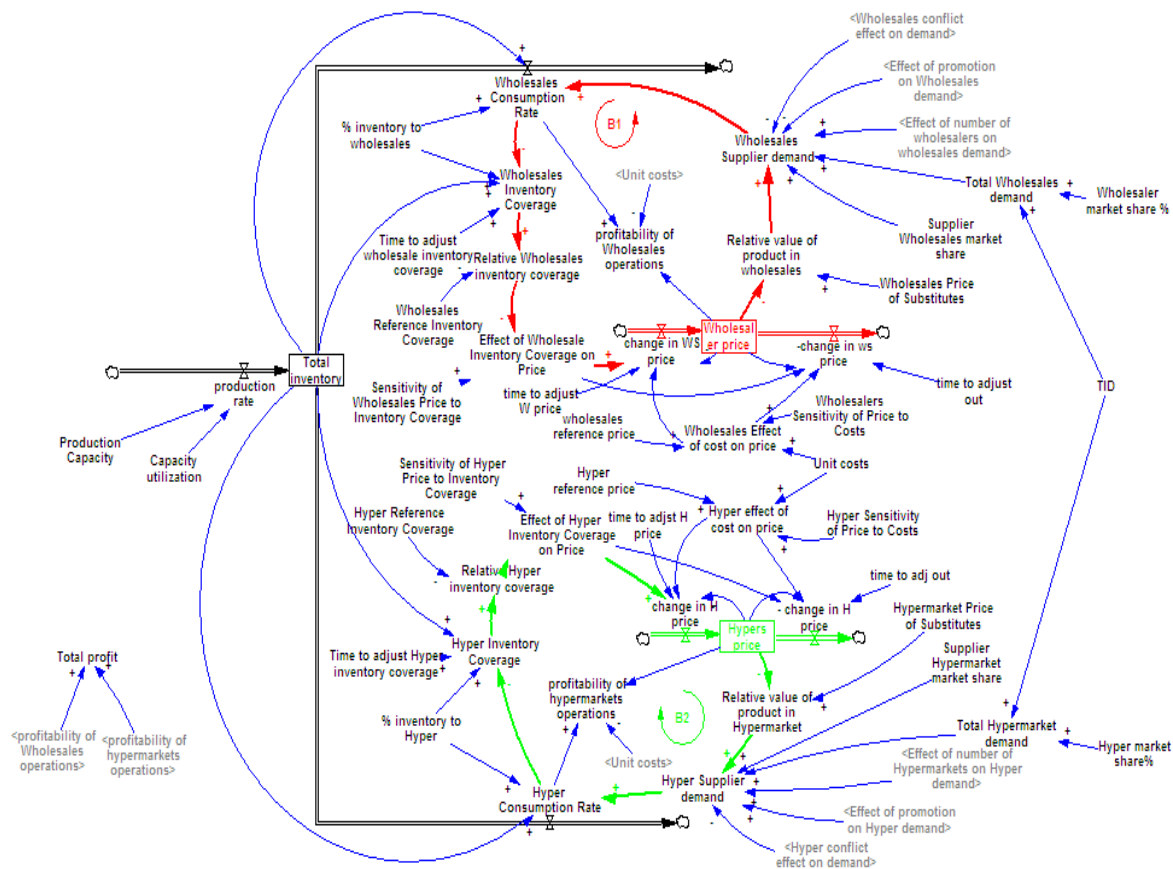 <Wholesales conflict
effect on demand>
<Effect of promotion
on Wholesales
demand>
<Effect of number of
wholesalers on
wholesales demand>
Wholesales
Consumption
Rate
B1
% inventory to
wholesales
Wholesales
Supplier demand
Wholesales
Inventory
Coverage
<Unit costs>
Total Wholesales
demand
Wholesaler
market share %
Supplier
Wholesales market
share
Time to adjust
wholesale inventory
coverage
Relative Wholesales
inventory coverage
profitability of
Wholesales
operations
Relative value of
product in
wholesales
Wholesales Price
of Substitutes
Wholesales
Reference Inventory
Coverage
Effect of Wholesale
Inventory Coverage on
Price
change in WS
price
Wholesal
er price
-change in ws
price
Total
inventory
production
rate
Sensitivity of
Wholesales Price to
Inventory Coverage
time to adjust
W price
time to adjust
out
TID
wholesales
reference price
Wholesales Effect
of cost on price
Wholesalers
Sensitivity of Price to
Costs
Production
Capacity
Capacity
utilization
Unit costs
Sensitivity of Hyper
Price to Inventory
Coverage
Hyper
reference price
Hyper Reference
Inventory Coverage
Effect of Hyper
Inventory Coverage
on Price
time to adjst H
price
Hyper effect of
cost on price
Hyper Sensitivity
of Price to Costs
Relative Hyper
inventory coverage
change in H
price
-change in H
price
time to adj out
Hypers
price
Hypermarket Price
of Substitutes
Hyper Inventory
Coverage
Time to adjust Hyper
inventory coverage
Total profit
Supplier
Hypermarket
market share
profitability of
hypermarkets
operations
Relative value of
product in
Hypermarket
B2
% inventory to
Hyper
Total Hypermarket
demand
Hyper market
share%
<profitability of
Wholesales
operations>
<profitability of
hypermarkets
operations>
<Unit costs>
<Effect of number of
Hypermarkets on Hyper
demand>
Hyper
Consumption Rate
Hyper Supplier
demand
<Effect of promotion
on Hyper demand>
<Hyper conflict
effect on demand>